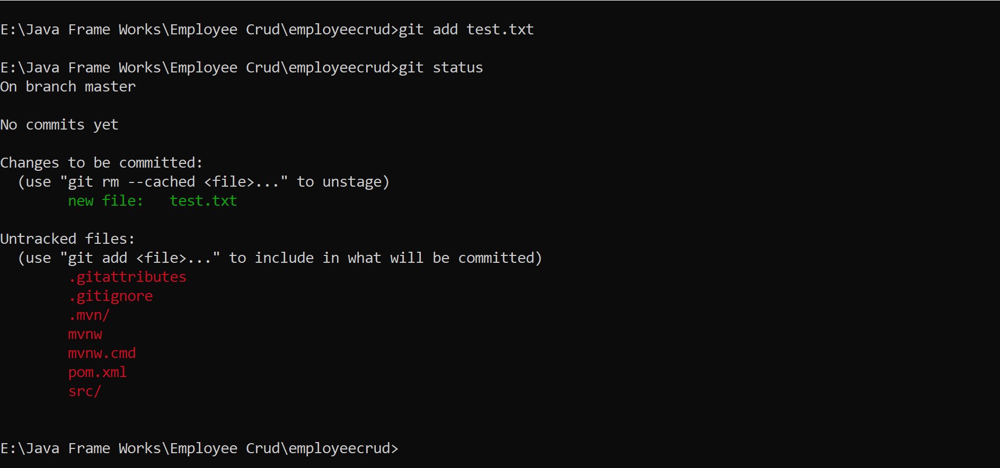 E:\Java Frame Works\Employee Crud\employeecrud>git add test.txt
E:\Java Frame Works\Employee Crud\employeecrud>git status
On branch master
No commits yet
Changes to be committed:
  (use "git rm --cached <file>..." to unstage)
        new file:   test.txt
Untracked files:
  (use "git add <file>..." to include in what will be committed)
        .gitattributes
        .gitignore
        .mvn/
        mvnw
        mvnw.cmd
        pom.xml
        src/
E:\Java Frame Works\Employee Crud\employeecrud>